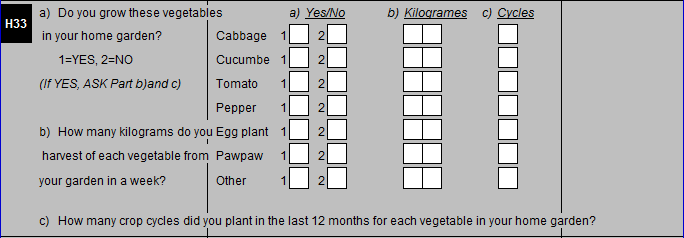 H33 a) Do you grow these vegetables a) Yes/No b) Kilogrames c) Cycles
in your home garden? Cabbage 1 2
1=YES, 2=NO Cucumbe 1 2
(If YES, ASK Part b)and c) Tomato 1 2
Pepper 1 2
b) How many kilograms do you Egg plant 1 2
harvest of each vegetable from Pawpaw 1 2
your garden in a week? Other 1 2
c) How many crop cycles did you plant in the last 12 months for each vegetable in your home garden?